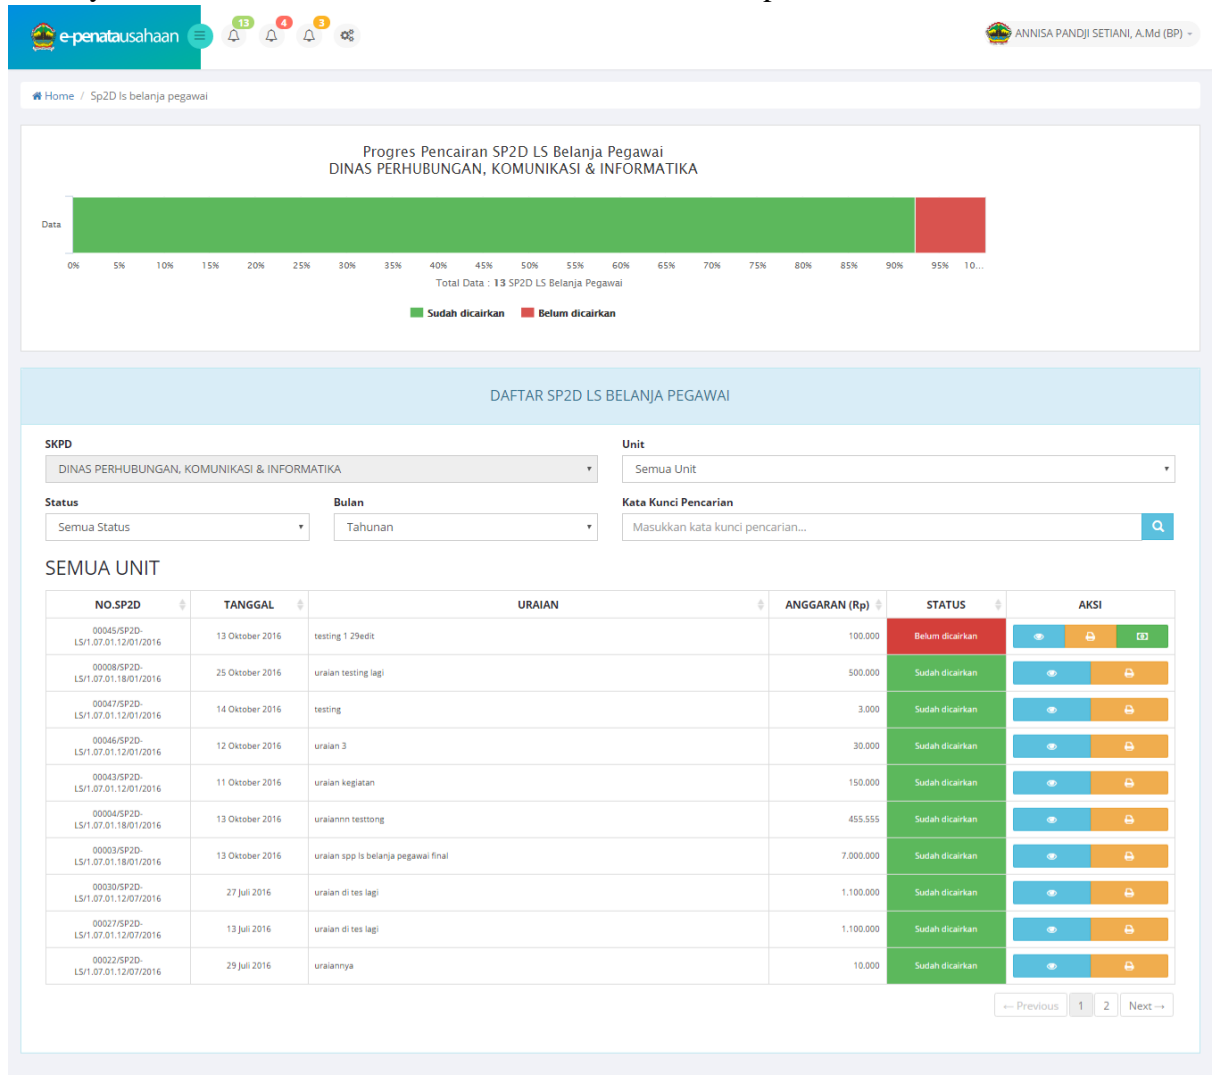 e-penatausahaan
13
4
3
ANNISA PANDJI SETIANI, A.Md (BP)
Home / Sp2D ls belanja pegawai
Progres Pencairan SP2D LS Belanja Pegawai
DINAS PERHUBUNGAN, KOMUNIKASI & INFORMATIKA
Data
0% 5% 10% 15% 20% 25% 30% 35% 40% 45% 50% 55% 60% 65% 70% 75% 80% 85% 90% 95% 10...
Total Data : 13 SP2D LS Belanja Pegawai
Sudah dicairkan Belum dicairkan
DAFTAR SP2D LS BELANJA PEGAWAI
SKPD Unit
DINAS PERHUBUNGAN, KOMUNIKASI & INFORMATIKA Semua Unit
Status Bulan Kata Kunci Pencarian
Semua Status Tahunan Masukkan kata kunci pencarian...
SEMUA UNIT
NO.SP2D TANGGAL URAIAN ANGGARAN (Rp) STATUS AKSI
00045/SP2D-
LS/1.07.01.12/01/2016 13 Oktober 2016 testing 1 29edit 100.000 Belum dicairkan
00008/SP2D-
LS/1.07.01.18/01/2016 25 Oktober 2016 uraian testing lagi 500.000 Sudah dicairkan
00047/SP2D-
LS/1.07.01.12/01/2016 14 Oktober 2016 testing 3.000 Sudah dicairkan
00046/SP2D-
LS/1.07.01.12/01/2016 12 Oktober 2016 uraian 3 30.000 Sudah dicairkan
00043/SP2D-
LS/1.07.01.12/01/2016 11 Oktober 2016 uraian kegiatan 150.000 Sudah dicairkan
00004/SP2D-
LS/1.07.01.18/01/2016 13 Oktober 2016 uraiannn testtong 455.555 Sudah dicairkan
00003/SP2D-
LS/1.07.01.18/01/2016 13 Oktober 2016 uraian spp ls belanja pegawai final 7.000.000 Sudah dicairkan
00030/SP2D-
LS/1.07.01.12/07/2016 27 Juli 2016 uraian di tes lagi 1.100.000 Sudah dicairkan
00027/SP2D-
LS/1.07.01.12/07/2016 13 Juli 2016 uraian di tes lagi 1.100.000 Sudah dicairkan
00022/SP2D-
LS/1.07.01.12/07/2016 29 Juli 2016 uraiannya 10.000 Sudah dicairkan
← Previous 1 2 Next →